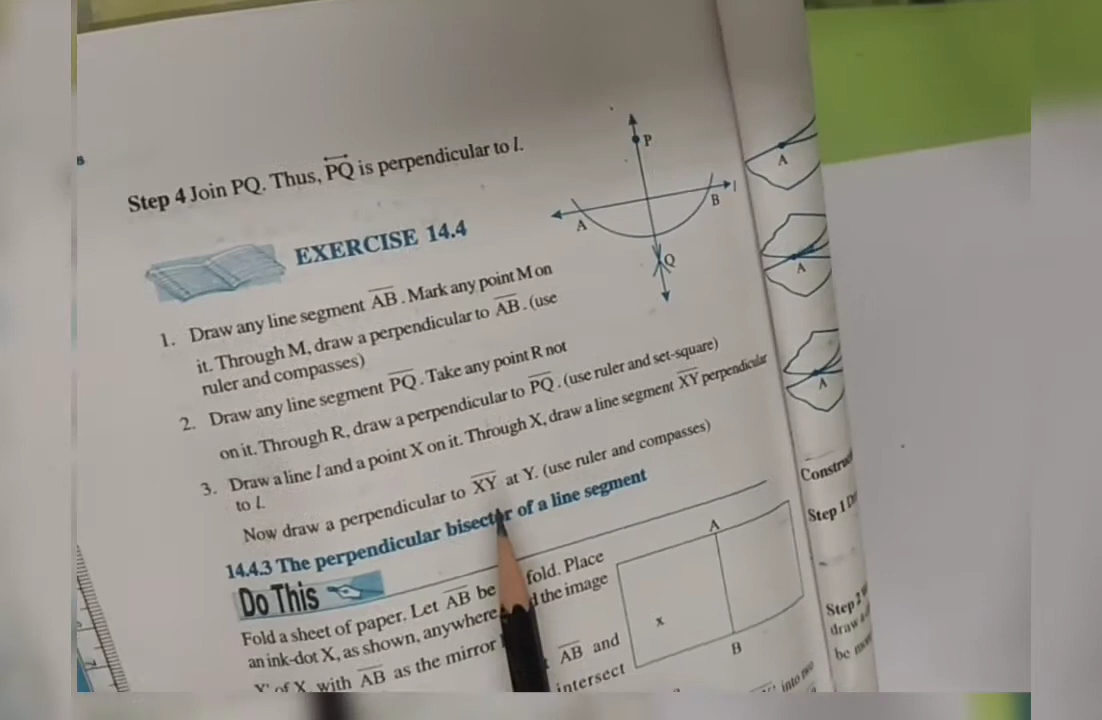 Step 4 Join PQ. Thus, PQ is perpendicular to l.
P
l
A
B
Q
EXERCISE 14.4
1. Draw any line segment AB. Mark any point M on
it. Through M, draw a perpendicular to AB. (use
ruler and compasses)
2. Draw any line segment PQ. Take any point R not
on it. Through R, draw a perpendicular to PQ. (use ruler and set-square)
3. Draw a line l and a point X on it. Through X, draw a line segment XY perpendicular
to l.
Now draw a perpendicular to XY at Y. (use ruler and compasses)
14.4.3 The perpendicular bisector of a line segment
Do This
Fold a sheet of paper. Let AB be fold. Place
an ink-dot X, as shown, anywhere the image
of X, with AB as the mirror
AB and
intersect
A
x
B
into two
A
A
A
Step 1
Step 2
draw
be